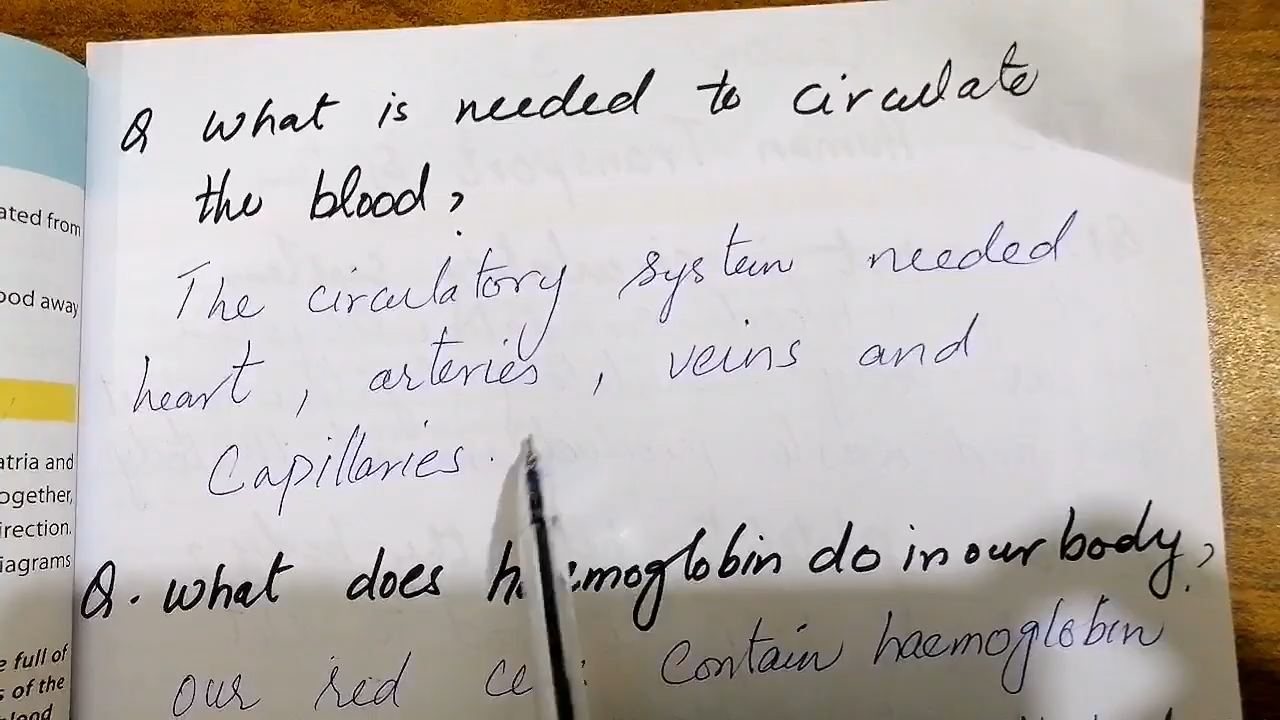 Q what is needed to circulate
the blood?
The circulatory system needed
heart, arteries, veins and
Capillaries.
Q. what does haemoglobin do in our body?
our red contain haemoglobin
ated from
ood away
atria and
ogether,
irection.
iagrams
e full of
s of the